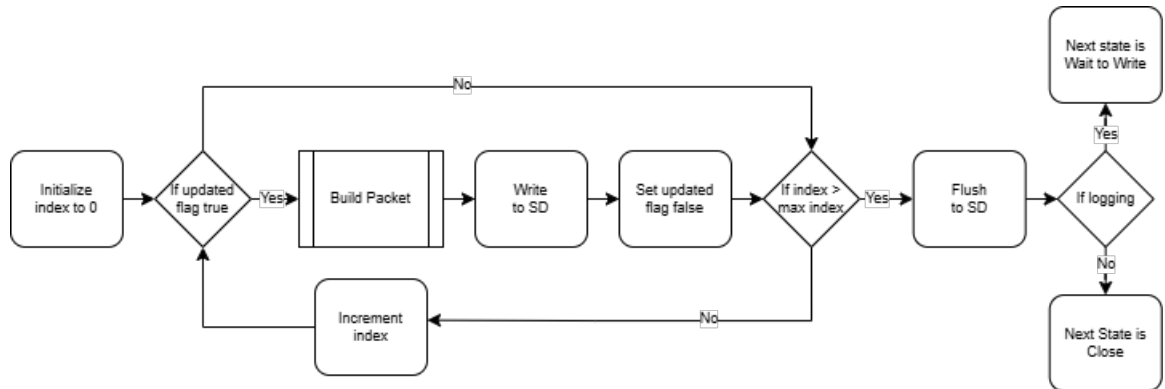 Next state is
Wait to Write
No
Yes
Initialize
index to 0
If updated
flag true
Yes
Build Packet
Write
to SD
Set updated
flag false
If index >
max index
Yes
Flush
to SD
If logging
No
Increment
index
No
Next State is
Close